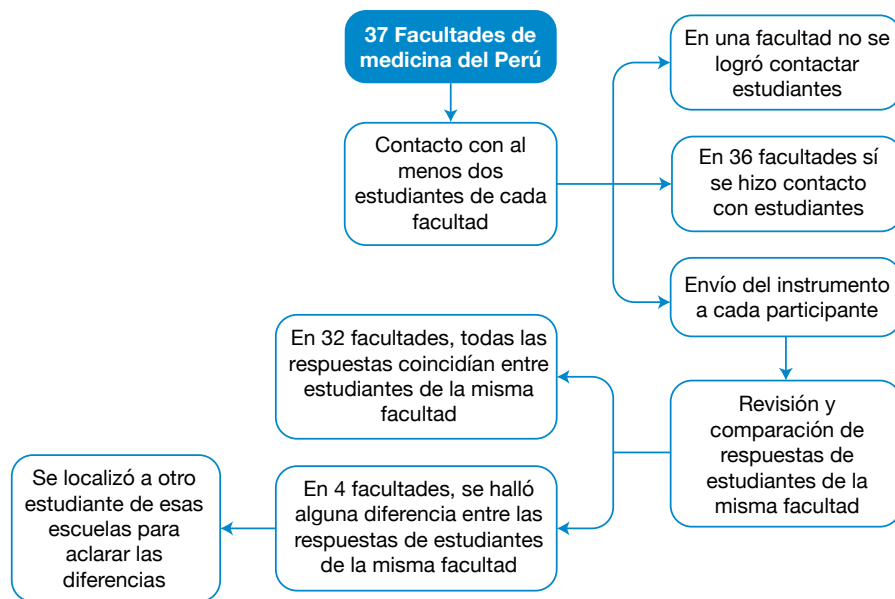 37 Facultades de
medicina del Perú
Contacto con al
menos dos
estudiantes de cada
facultad
En una facultad no se
logró contactar
estudiantes
En 36 facultades sí
se hizo contacto
con estudiantes
Envío del instrumento
a cada participante
Revisión y
comparación de
respuestas de
estudiantes de la
misma facultad
En 32 facultades, todas las
respuestas coincidían entre
estudiantes de la misma
facultad
En 4 facultades, se halló
alguna diferencia entre las
respuestas de estudiantes
de la misma facultad
Se localizó a otro
estudiante de esas
escuelas para
aclarar las
diferencias